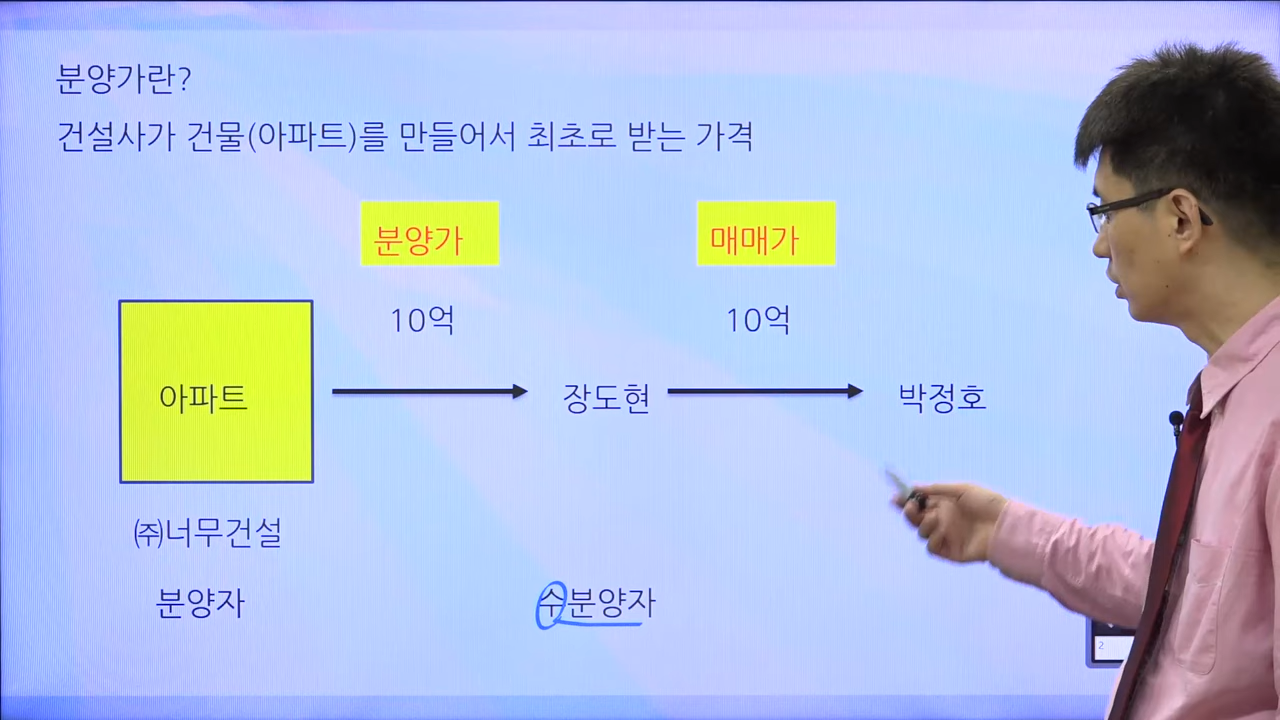 분양가란?
건설사가 건물(아파트)를 만들어서 최초로 받는 가격
분양가
매매가
10억
10억
아파트
장도현
박정호
㈜너무건설
분양자
수분양자
2